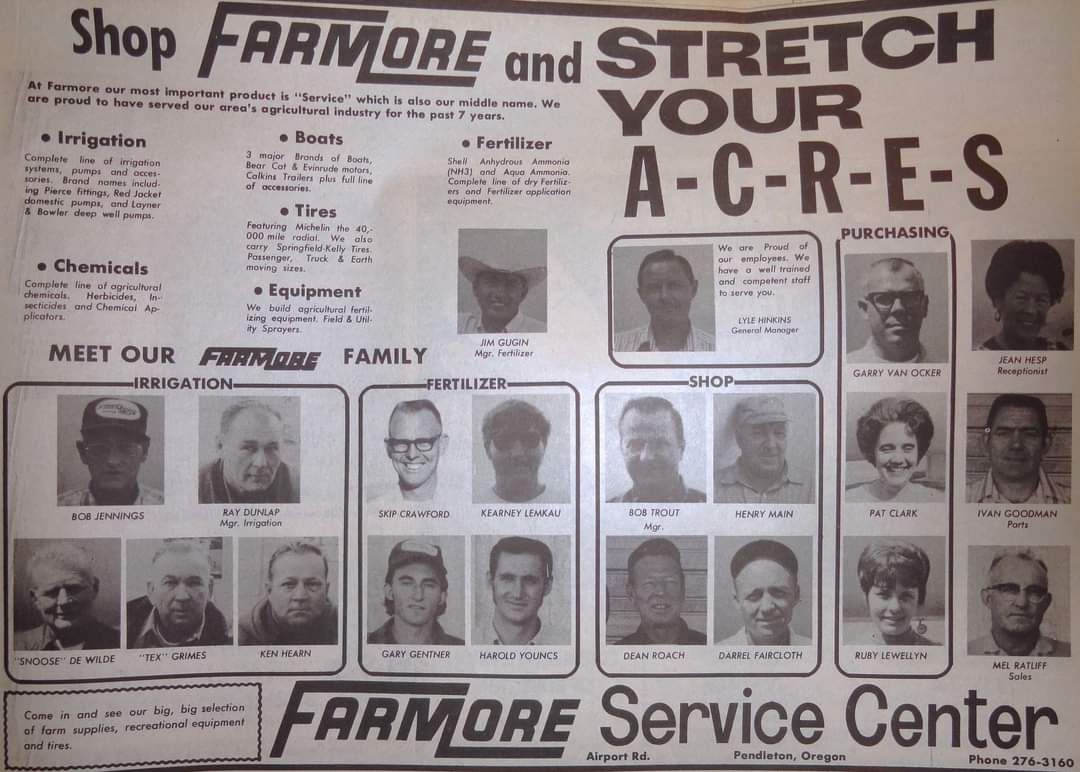 Shop FARMORE and STRETCH
YOUR
A-C-R-E-S
At Farmore our most important product is "Service" which is also our middle name. We
are proud to have served our area's agricultural industry for the past 7 years.
• Irrigation
Complete line of irrigation
systems, pumps and acces-
sories. Brand names includ-
ing Pierce fittings, Red Jacket
domestic pumps, and Layner
& Bowler deep well pumps.
• Chemicals
Complete line of agricultural
chemicals. Herbicides, In-
secticides and Chemical Ap-
plicators.
• Boats
3 major Brands of Boats,
Bear Cat & Evinrude motors,
Calkins Trailers plus full line
of accessories.
• Tires
Featuring Michelin the 40,-
000 mile radial. We also
carry Springfield-Kelly Tires.
Passenger, Truck & Earth
moving sizes.
• Equipment
We build agricultural fertil-
izing equipment. Field & Util-
ity Sprayers.
• Fertilizer
Shell Anhydrous Ammonia
(NH3) and Aqua Ammonia.
Complete line of dry Fertiliz-
ers and Fertilizer application
equipment.
JIM GUGIN
Mgr. Fertilizer
We are Proud of
our employees. We
have a well trained
and competent staff
to serve you.
LYLE HINKINS
General Manager
PURCHASING
GARRY VAN OCKER
JEAN HESP
Receptionist
MEET OUR FARMORE FAMILY
IRRIGATION
BOB JENNINGS
RAY DUNLAP
Mgr. Irrigation
"SNOOSE" DE WILDE
"TEX" GRIMES
KEN HEARN
FERTILIZER
SKIP CRAWFORD
KEARNEY LEMKAU
GARY GENTNER
HAROLD YOUNCS
SHOP
BOB TROUT
Mgr.
HENRY MAIN
DEAN ROACH
DARREL FAIRCLOTH
PAT CLARK
RUBY LEWELLYN
IVAN GOODMAN
Parts
MEL RATLIFF
Sales
Come in and see our big, big selection
of farm supplies, recreational equipment
and tires.
FARMORE Service Center
Airport Rd. Pendleton, Oregon Phone 276-3160